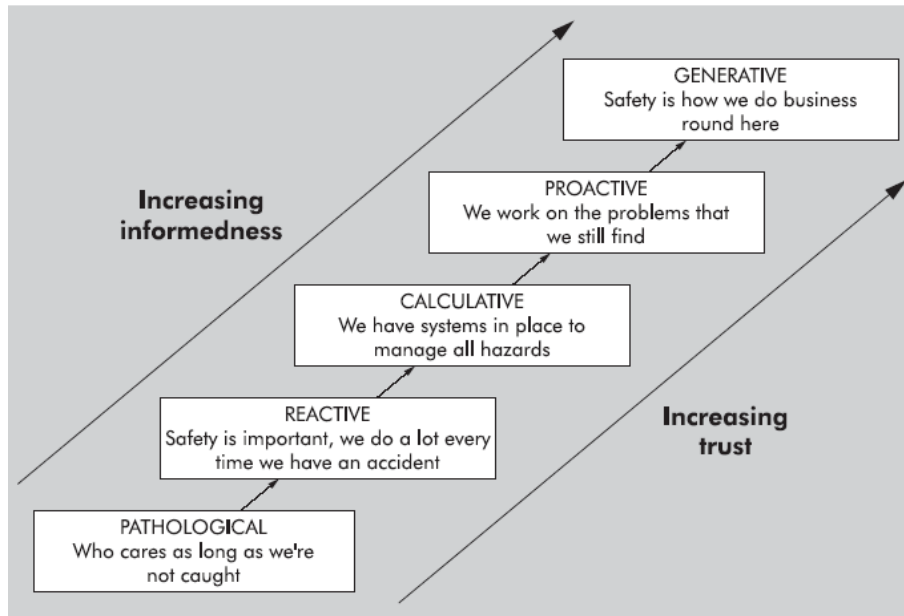 GENERATIVE
Safety is how we do business
round here
PROACTIVE
We work on the problems that
we still find
Increasing
informedness
CALCULATIVE
We have systems in place to
manage all hazards
REACTIVE
Safety is important, we do a lot every
time we have an accident
Increasing
trust
PATHOLOGICAL
Who cares as long as we're
not caught